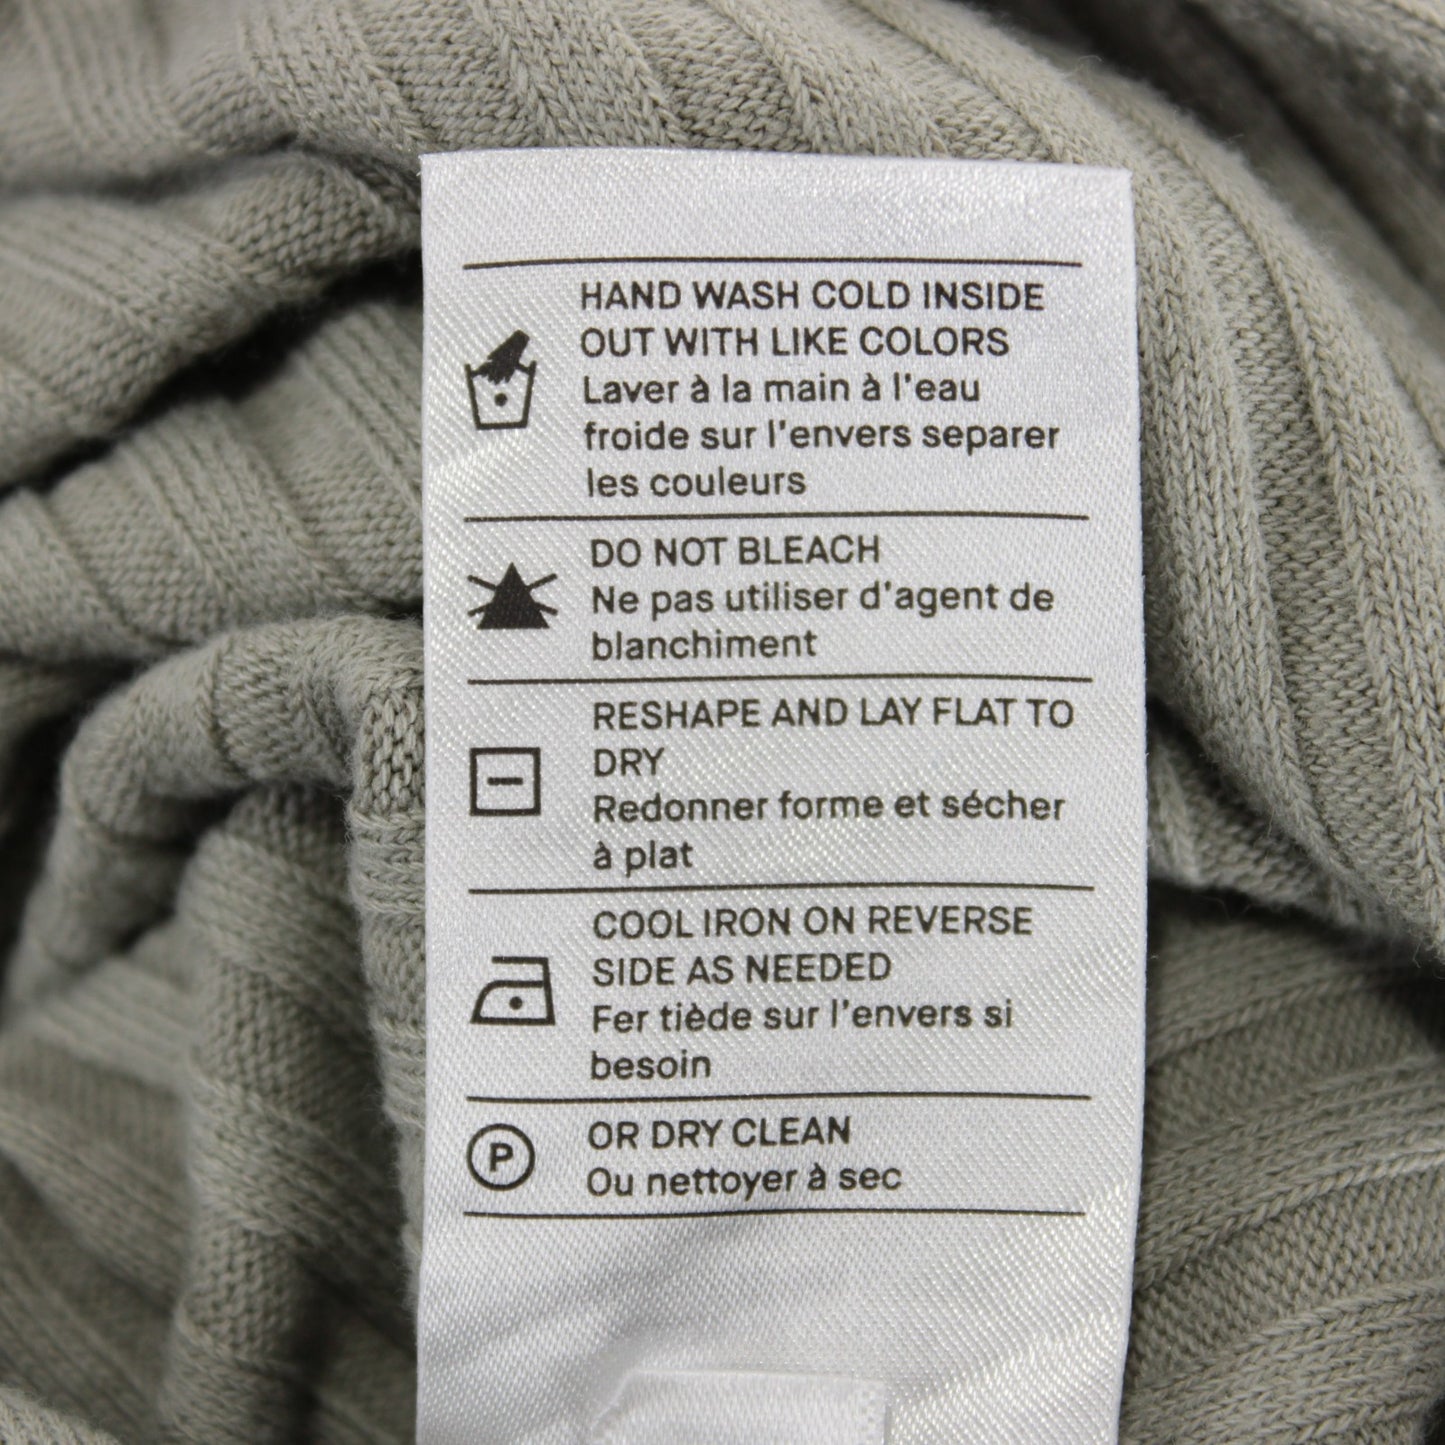 HAND WASH COLD INSIDE
OUT WITH LIKE COLORS
Laver à la main à l'eau
froide sur l'envers separer
les couleurs
DO NOT BLEACH
Ne pas utiliser d'agent de
blanchiment
RESHAPE AND LAY FLAT TO
DRY
Redonner forme et sécher
à plat
COOL IRON ON REVERSE
SIDE AS NEEDED
Fer tiède sur l'envers si
besoin
P
OR DRY CLEAN
Ou nettoyer à sec